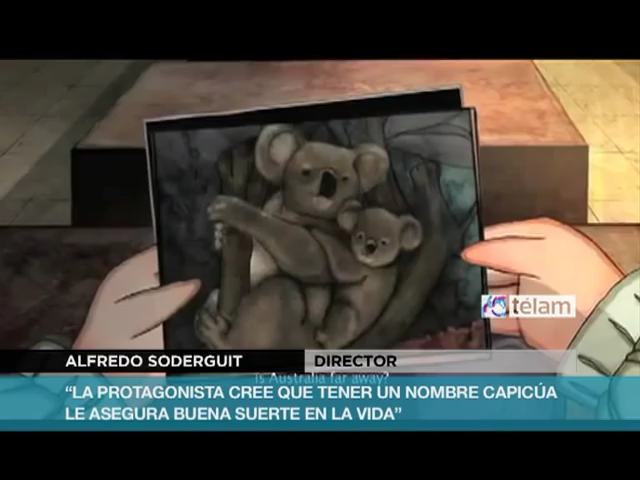 télam
ALFREDO SODERGUIT
DIRECTOR
Is Australia far away?
“LA PROTAGONISTA CREE QUE TENER UN NOMBRE CAPICÚA
LE ASEGURA BUENA SUERTE EN LA VIDA”